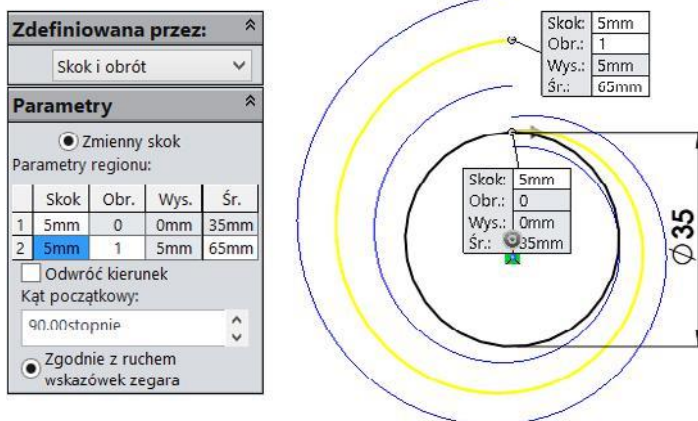 Zdefiniowana przez:
Skok i obrót
Parametry
Zmienny skok
Parametry regionu:
Skok Obr. Wys. Śr.
1 5mm 0 0mm 35mm
2 5mm 1 5mm 65mm
Odwróć kierunek
Kąt początkowy:
90.00stopnie
Zgodnie z ruchem
wskazówek zegara
Skok: 5mm
Obr.: 1
Wys.: 5mm
Śr.: 65mm
Skok: 5mm
Obr.: 0
Wys.: 0mm
Śr.: 35mm
Ø35